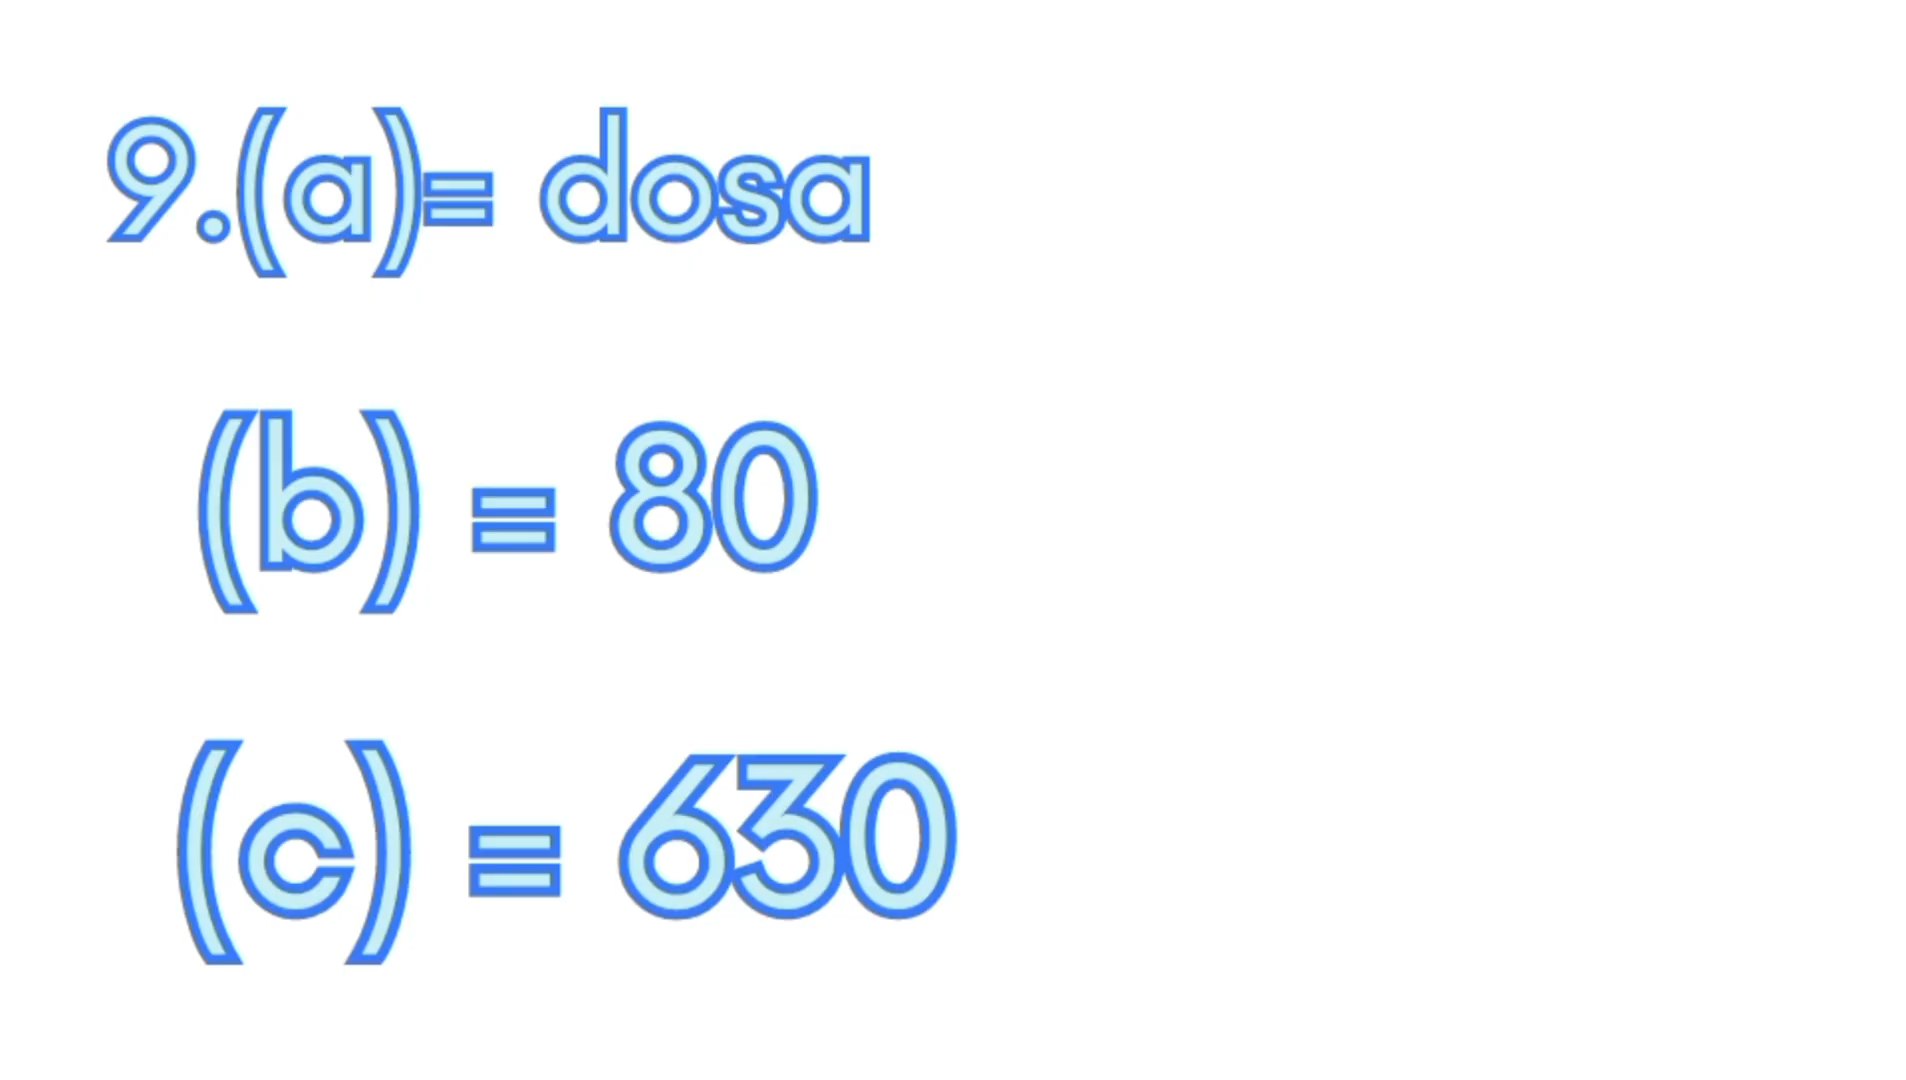 9.(a)= dosa
(b) = 80
(c) = 630